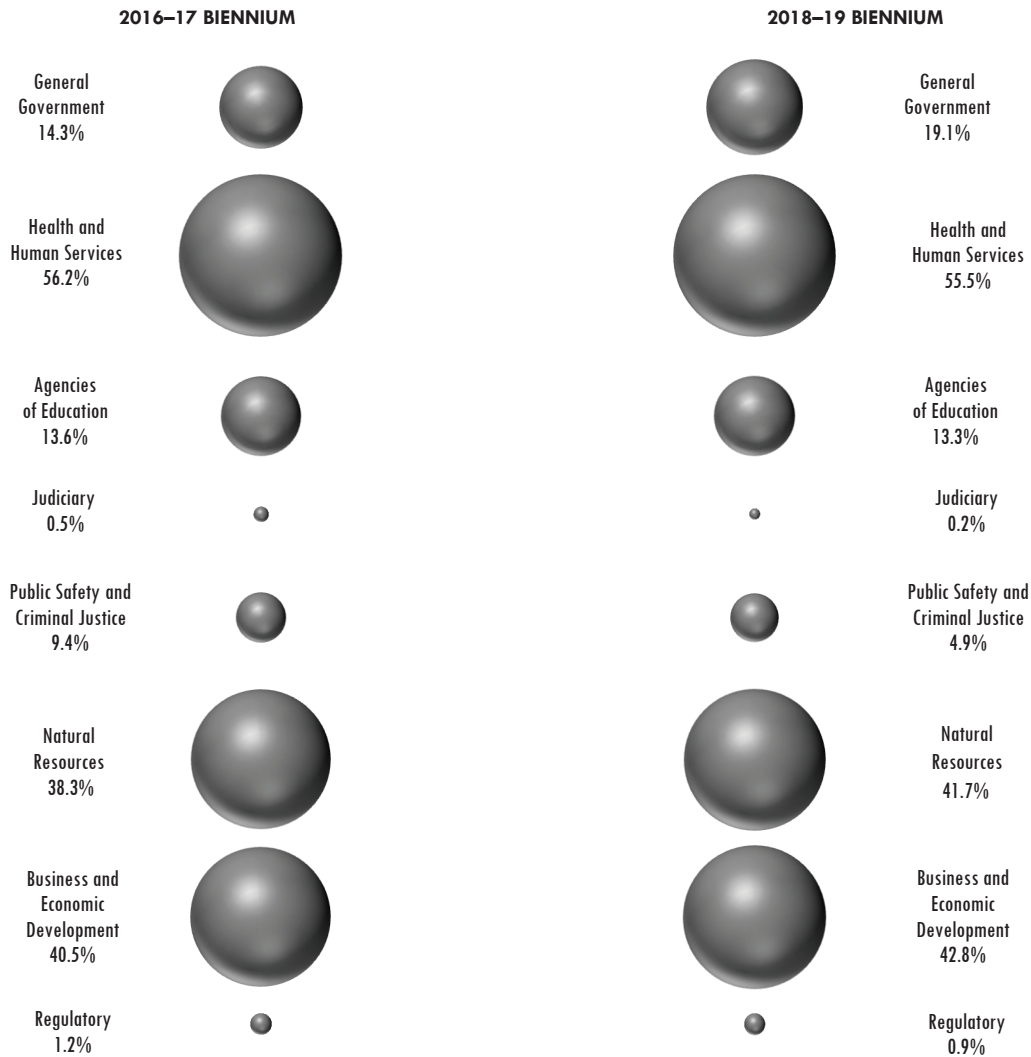 2016–17 BIENNIUM
2018–19 BIENNIUM
General
Government
14.3%
General
Government
19.1%
Health and
Human Services
56.2%
Health and
Human Services
55.5%
Agencies
of Education
13.6%
Agencies
of Education
13.3%
Judiciary
0.5%
Judiciary
0.2%
Public Safety and
Criminal Justice
9.4%
Public Safety and
Criminal Justice
4.9%
Natural
Resources
38.3%
Natural
Resources
41.7%
Business and
Economic
Development
40.5%
Business and
Economic
Development
42.8%
Regulatory
1.2%
Regulatory
0.9%